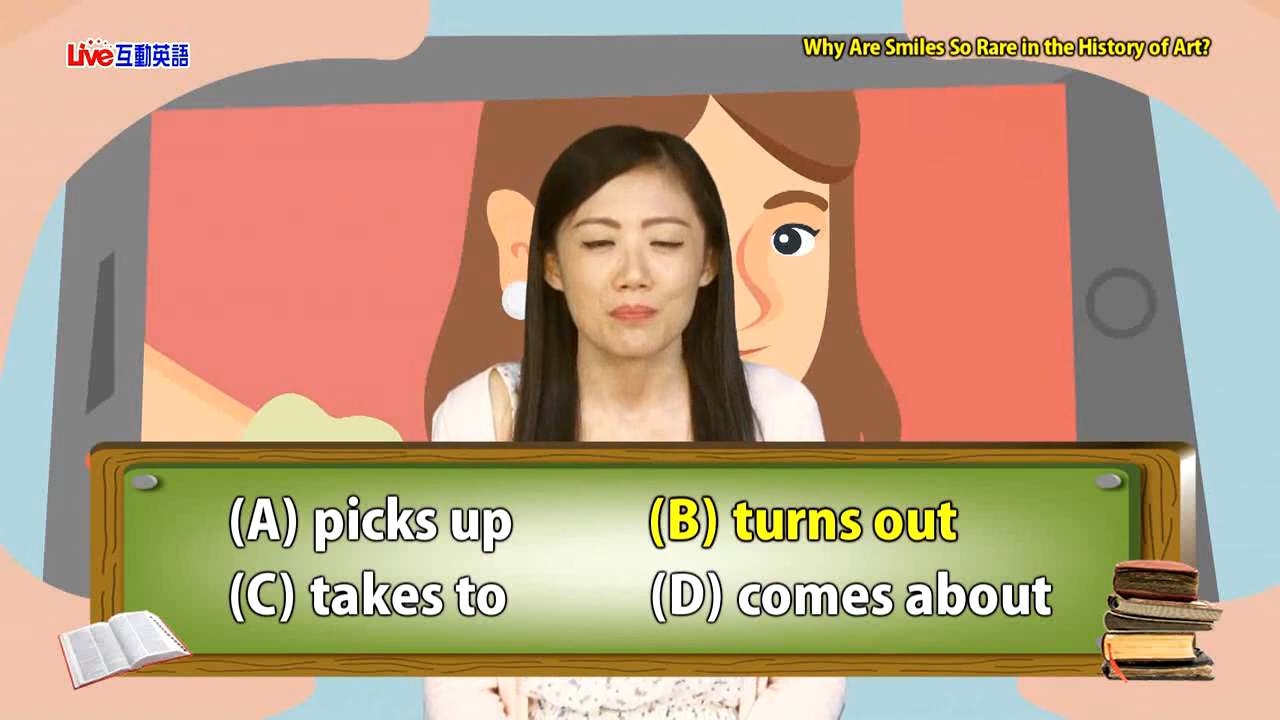 Live互動英語
Why Are Smiles So Rare in the History of Art?
(A) picks up
(B) turns out
(C) takes to
(D) comes about